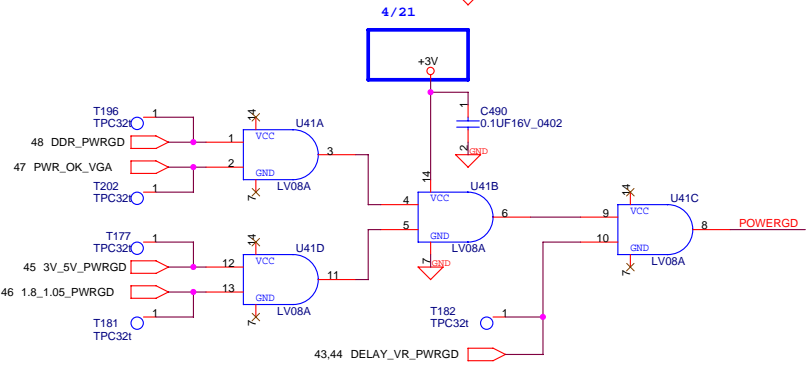 4/21
+3V
1
C490
0.1UF16V_0402
2
GND
T196
TPC32t
1
48 DDR_PWRGD
47 PWR_OK_VGA
T202
TPC32t
1
14
U41A
VCC
1
2
3
GND
7
LV08A
14
U41B
VCC
4
5
6
GND
7
GND
LV08A
14
U41C
VCC
9
10
8
POWERGD
GND
7
LV08A
T177
TPC32t
1
45 3V_5V_PWRGD
46 1.8_1.05_PWRGD
T181
TPC32t
1
14
U41D
VCC
12
13
11
GND
7
LV08A
T182
TPC32t
1
43,44 DELAY_VR_PWRGD